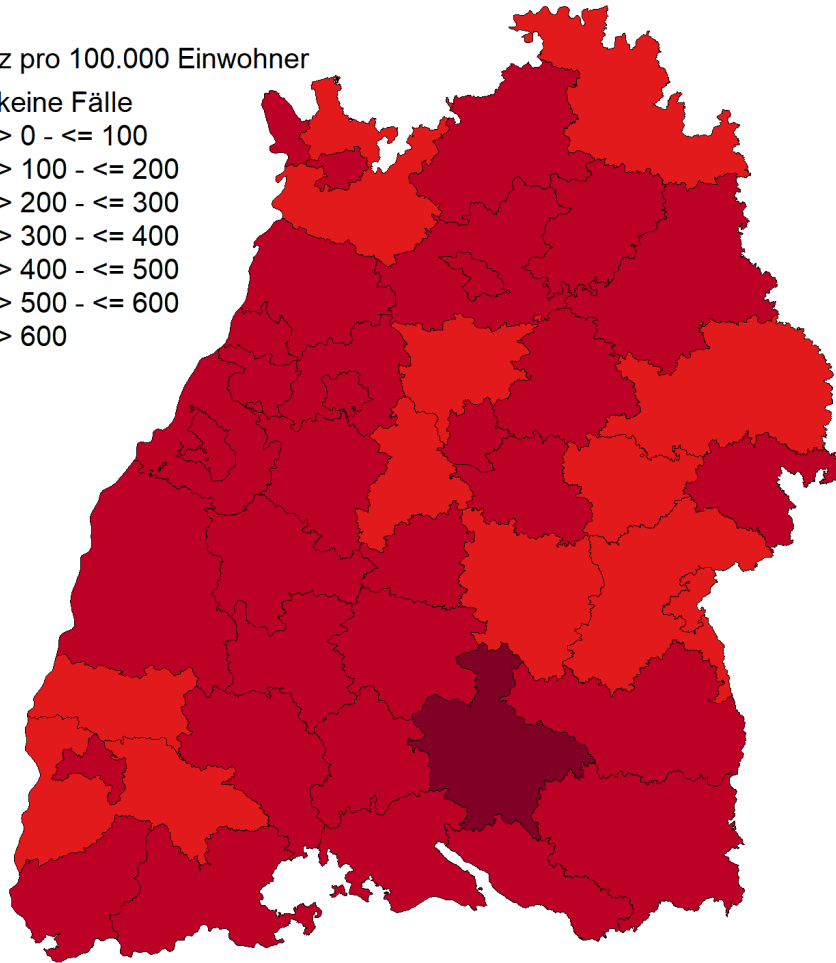 z pro 100.000 Einwohner
keine Fälle
> 0 - <= 100
> 100 - <= 200
> 200 - <= 300
> 300 - <= 400
> 400 - <= 500
> 500 - <= 600
> 600